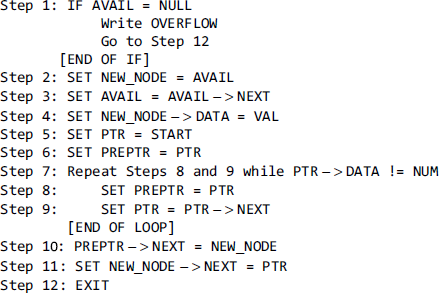 Step 1: IF AVAIL = NULL
Write OVERFLOW
Go to Step 12
[END OF IF]
Step 2: SET NEW_NODE = AVAIL
Step 3: SET AVAIL = AVAIL->NEXT
Step 4: SET NEW_NODE->DATA = VAL
Step 5: SET PTR = START
Step 6: SET PREPTR = PTR
Step 7: Repeat Steps 8 and 9 while PTR->DATA != NUM
Step 8: SET PREPTR = PTR
Step 9: SET PTR = PTR->NEXT
[END OF LOOP]
Step 10: PREPTR->NEXT = NEW_NODE
Step 11: SET NEW_NODE->NEXT = PTR
Step 12: EXIT